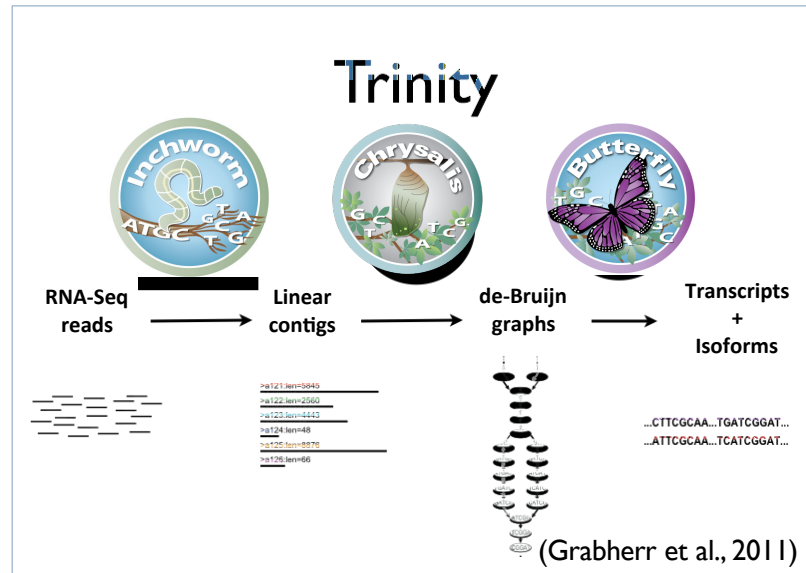 Trinity
Inchworm
ATGC
T
A
G
C
T
G
Chrysalis
G
C
T
T
C
G
A
Butterfly
T
G
C
A
G
RNA-Seq
reads
Linear
contigs
de-Bruijn
graphs
Transcripts
+
Isoforms
>a121:len=5845
>a122:len=2560
>a123:len=4443
>a124:len=48
>a125:len=8876
>a126:len=66
...CTTCGCAA...TGATCGGAT...
...ATTCGCAA...TCATCGGAT...
(Grabherr et al., 2011)